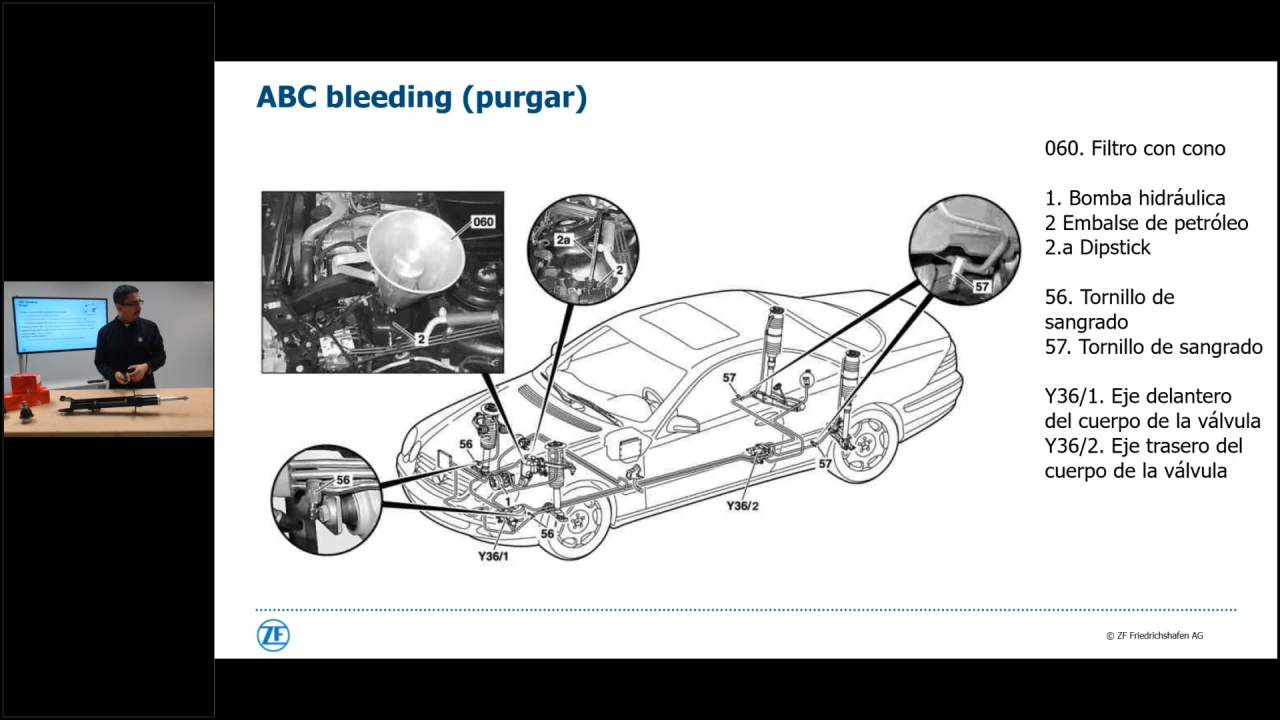 ABC bleeding (purgar)
060. Filtro con cono
1. Bomba hidráulica
2 Embalse de petróleo
2.a Dipstick
56. Tornillo de
sangrado
57. Tornillo de sangrado
Y36/1. Eje delantero
del cuerpo de la válvula
Y36/2. Eje trasero del
cuerpo de la válvula
060
2
2a
2
57
57
56
57
56
1
Y36/2
56
Y36/1
ZF
© ZF Friedrichshafen AG